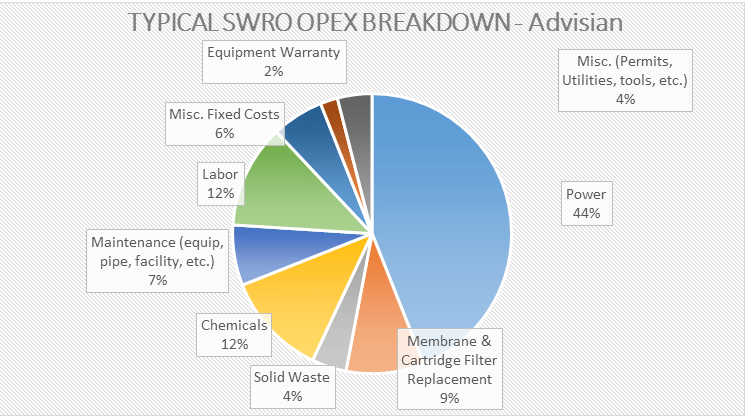 TYPICAL SWRO OPEX BREAKDOWN - Advisian
Equipment Warranty
2%
Misc. (Permits,
Utilities, tools, etc.)
4%
Misc. Fixed Costs
6%
Labor
12%
Power
44%
Maintenance (equip,
pipe, facility, etc.)
7%
Chemicals
12%
Membrane &
Cartridge Filter
Replacement
9%
Solid Waste
4%